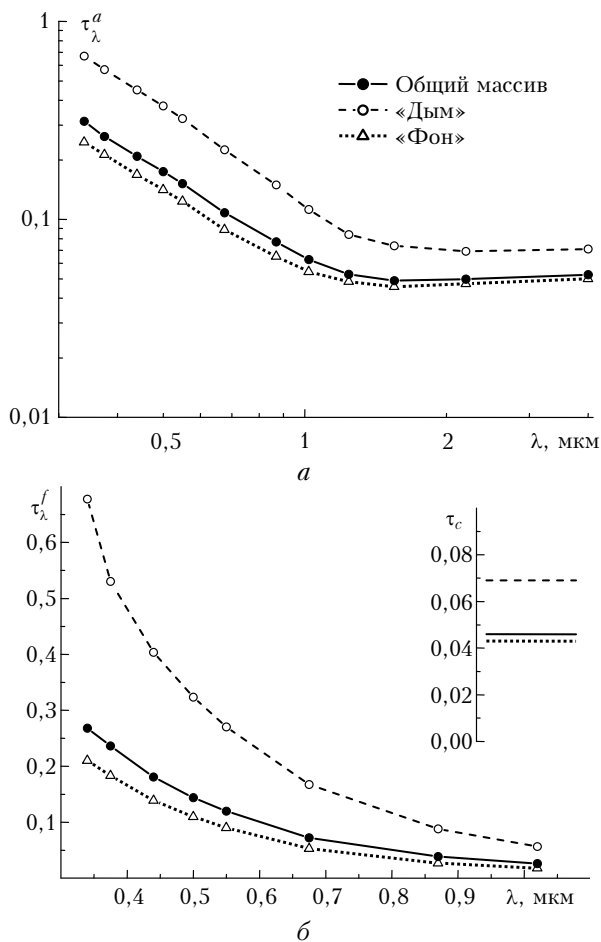 1
τ_λ^a
Общий массив
«Дым»
«Фон»
0,1
0,01
0,5 1 2 λ, мкм
а
τ_λ^f
τ_c
0,6
0,08
0,5
0,06
0,4
0,04
0,3
0,02
0,2
0,00
0,1
0,4 0,5 0,6 0,7 0,8 0,9 λ, мкм
б